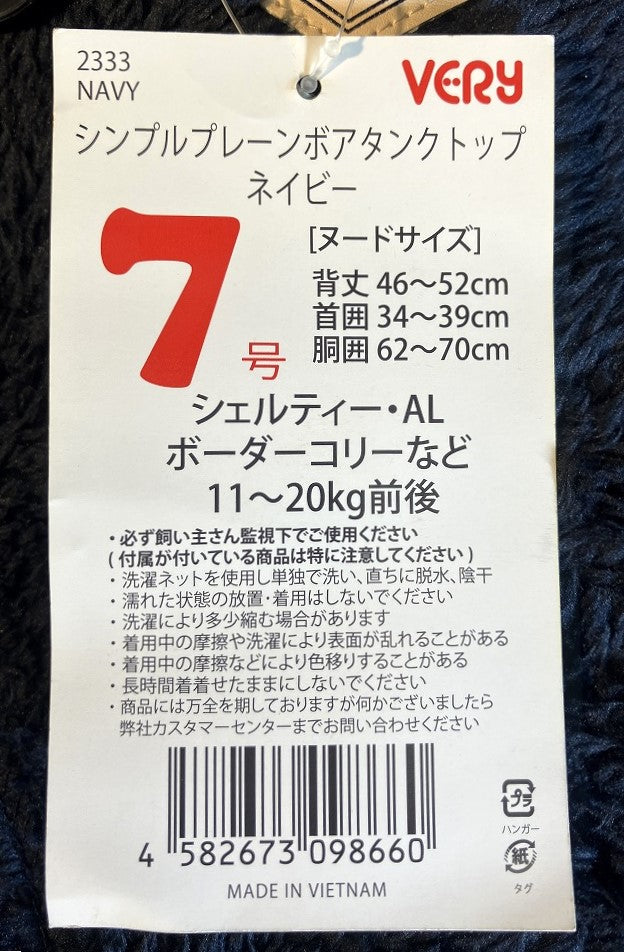 2333
NAVY
VERY
シンプルプレーンボアタンクトップ
ネイビー
7号
[ヌードサイズ]
背丈 46〜52cm
首囲 34〜39cm
胴囲 62〜70cm
シェルティー・AL
ボーダーコリーなど
11〜20kg前後
・必ず飼い主さん監視下でご使用ください
(付属が付いている商品は特に注意してください)
・洗濯ネットを使用し単独で洗い、直ちに脱水、陰干
・濡れた状態の放置・着用はしないでください
・洗濯により多少縮む場合があります
・着用中の摩擦や洗濯により表面が乱れることがある
・着用中の摩擦などにより色移りすることがある
・長時間着着せたままにしないでください
・商品には万全を期しておりますが何かございましたら
弊社カスタマーセンターまでお問い合わせください
4 582673 098660
MADE IN VIETNAM
プラ
ハンガー
紙
タグ